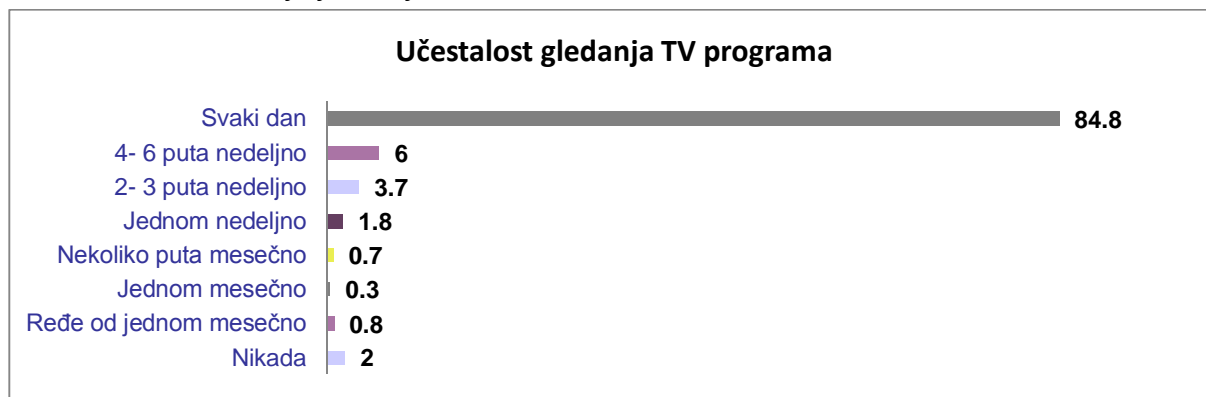 Učestalost gledanja TV programa
Svaki dan 84.8
4- 6 puta nedeljno 6
2- 3 puta nedeljno 3.7
Jednom nedeljno 1.8
Nekoliko puta mesečno 0.7
Jednom mesečno 0.3
Ređe od jednom mesečno 0.8
Nikada 2